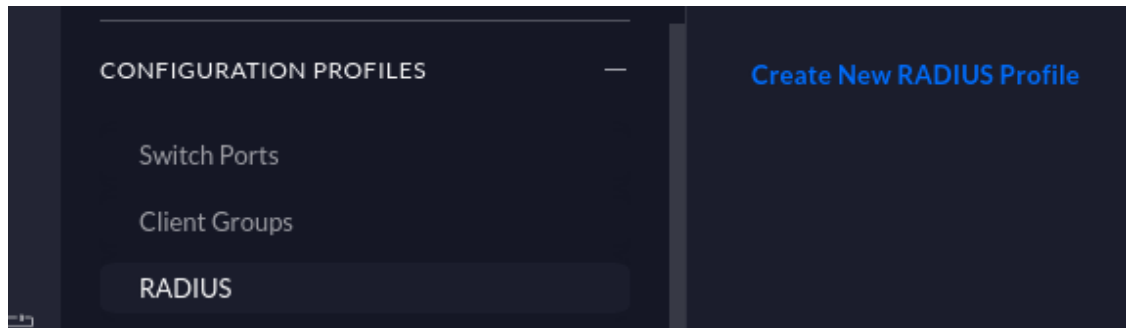 CONFIGURATION PROFILES
Create New RADIUS Profile
Switch Ports
Client Groups
RADIUS